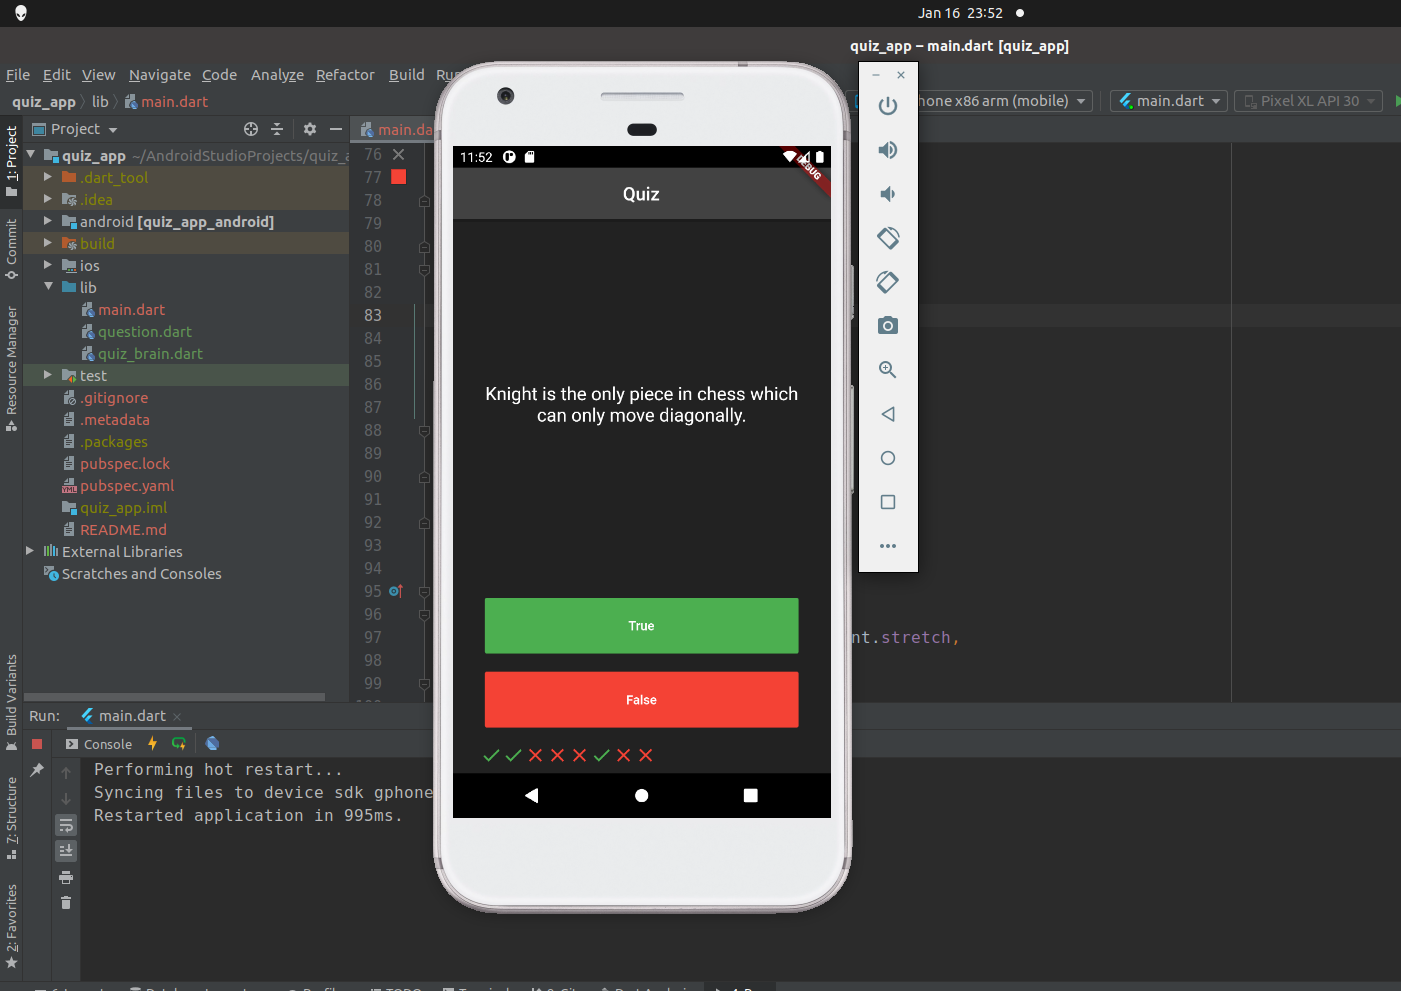 Jan 16 23:52
quiz_app – main.dart [quiz_app]
File Edit View Navigate Code Analyze Refactor Build
quiz_app lib main.dart
hone x86 arm (mobile) main.dart Pixel XL API 30
1: Project
Commit
Resource Manager
Build Variants
7: Structure
2: Favorites
Project
quiz_app ~/AndroidStudioProjects/quiz_a
.dart_tool
.idea
android [quiz_app_android]
build
ios
lib
main.dart
question.dart
quiz_brain.dart
test
.gitignore
.metadata
.packages
pubspec.lock
pubspec.yaml
quiz_app.iml
README.md
External Libraries
Scratches and Consoles
main.da
76
77
78
79
80
81
82
83
84
85
86
87
88
89
90
91
92
93
94
95
96
97
98
99
nt.stretch,
11:52
DEBUG
Quiz
Knight is the only piece in chess which
can only move diagonally.
True
False
Run: main.dart
Console
Performing hot restart...
Syncing files to device sdk gphone
Restarted application in 995ms.